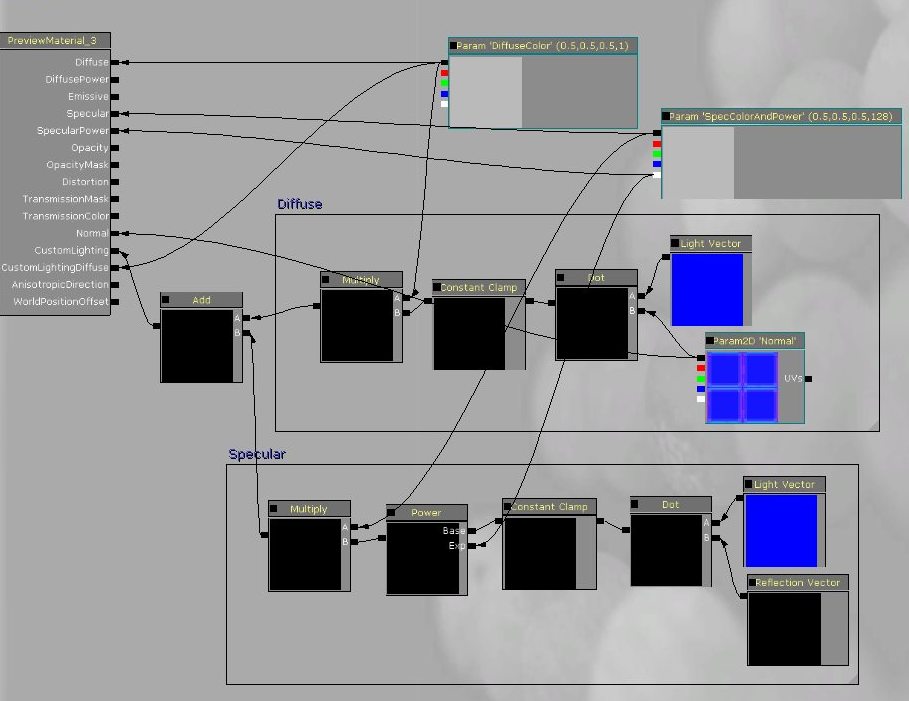 PreviewMaterial_3
Diffuse
DiffusePower
Emissive
Specular
SpecularPower
Opacity
OpacityMask
Distortion
TransmissionMask
TransmissionColor
Normal
CustomLighting
CustomLightingDiffuse
AnisotropicDirection
WorldPositionOffset
Param 'DiffuseColor' (0.5,0.5,0.5,1)
Param 'SpecColorAndPower' (0.5,0.5,0.5,128)
Diffuse
Add
A
B
Multiply
A
B
Constant Clamp
Dot
A
B
Light Vector
Param2D 'Normal'
UVs
Specular
Multiply
A
B
Power
Base
Exp
Constant Clamp
Dot
A
B
Light Vector
Reflection Vector